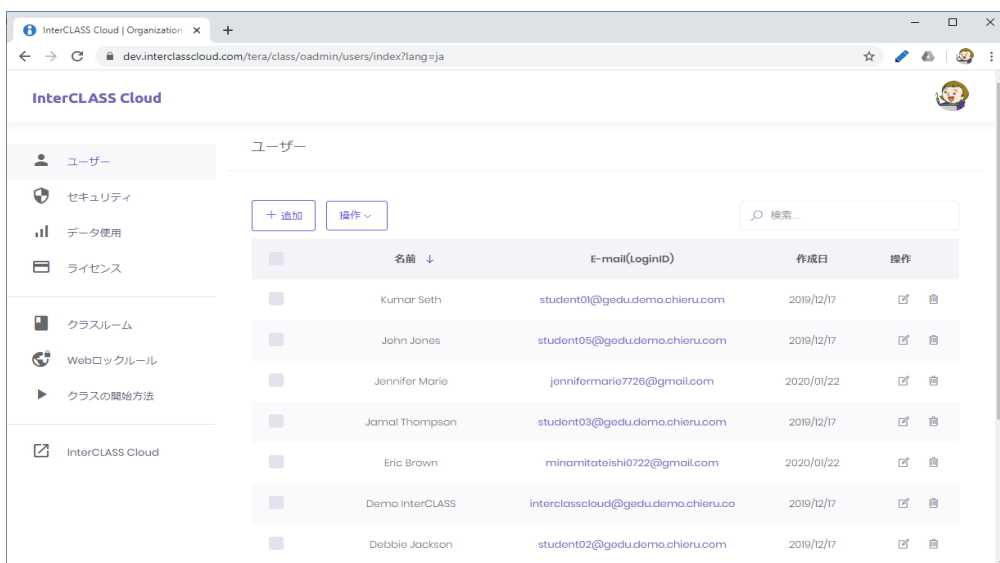 InterCLASS Cloud | Organization
dev.interclasscloud.com/tera/class/oadmin/users/index?lang=ja
InterCLASS Cloud
ユーザー
セキュリティ
データ使用
ライセンス
クラスルーム
Webロックルール
クラスの開始方法
InterCLASS Cloud
ユーザー
+ 追加 操作
検索...
名前 ↓ E-mail(LoginID) 作成日 操作
Kumar Seth student01@gedu.demo.chieru.com 2019/12/17
John Jones student05@gedu.demo.chieru.com 2019/12/17
Jennifer Marie jennifermarie7726@gmail.com 2020/01/22
Jamal Thompson student03@gedu.demo.chieru.com 2019/12/17
Eric Brown minamitateishi0722@gmail.com 2020/01/22
Demo InterCLASS interclasscloud@gedu.demo.chieru.co 2019/12/17
Debbie Jackson student02@gedu.demo.chieru.com 2019/12/17